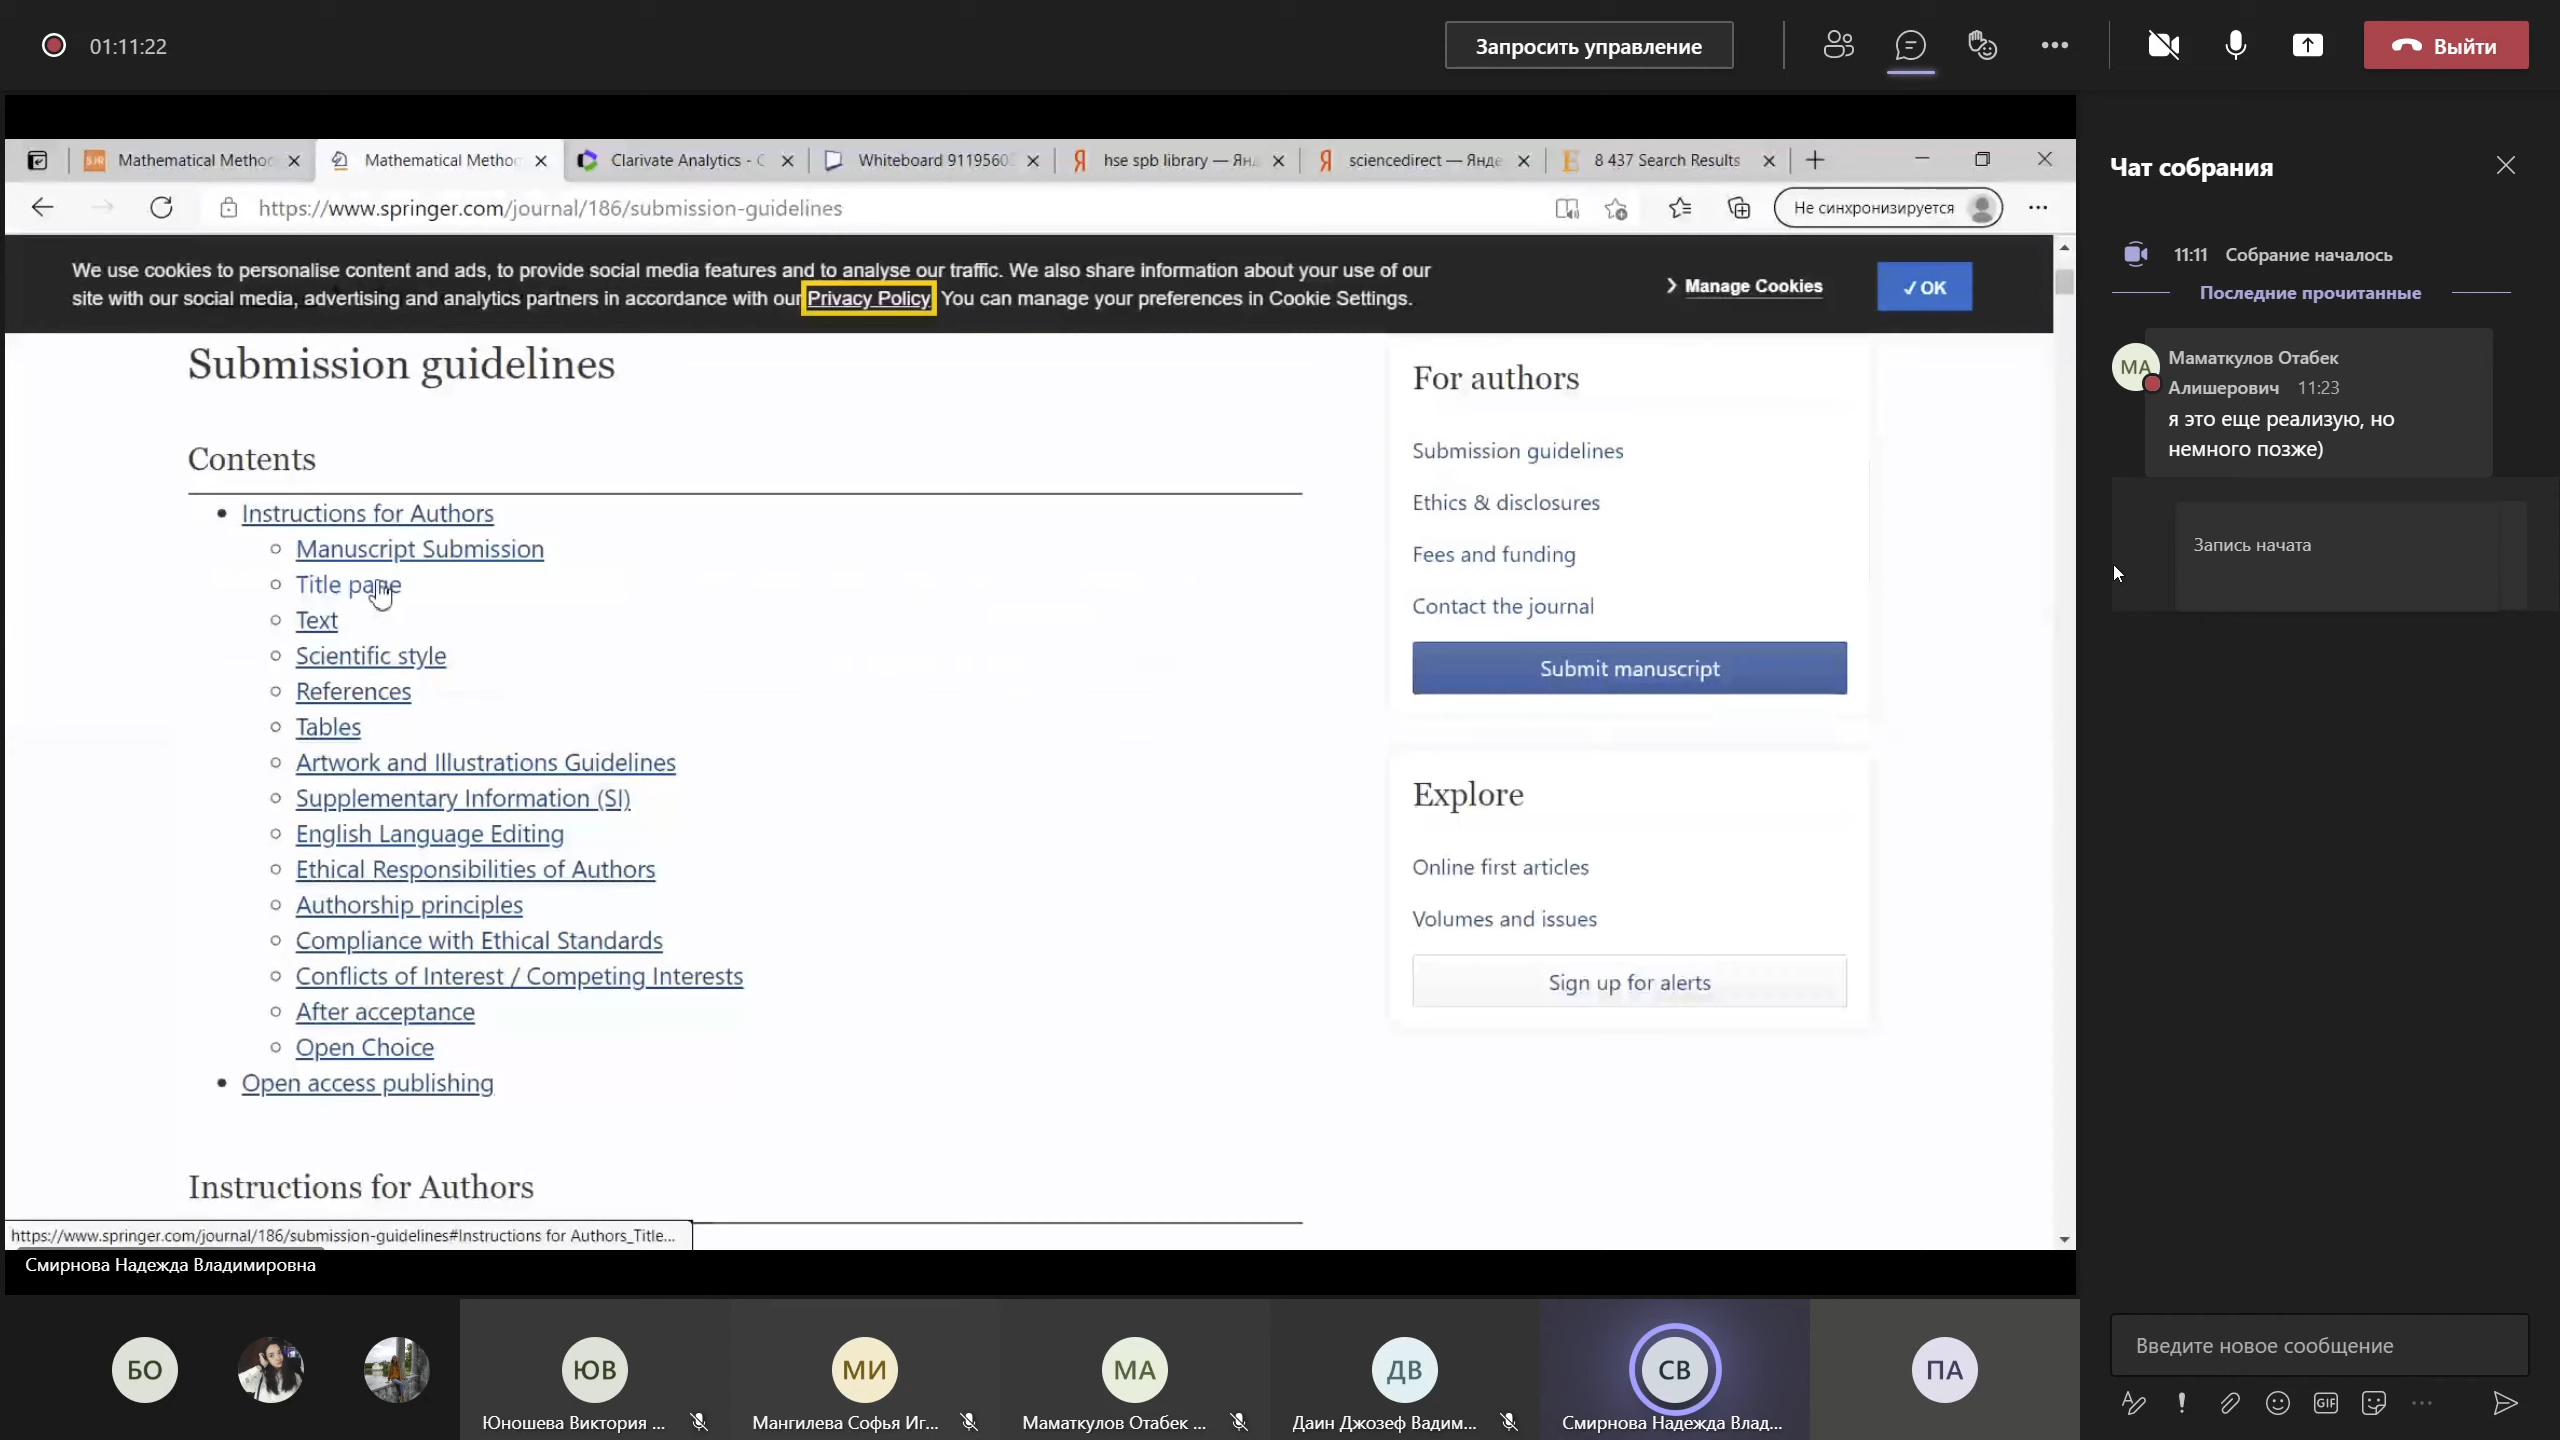 01:11:22
Запросить управление
Выйти
Mathematical Method
Mathematical Method
Clarivate Analytics - C
Whiteboard 9119560
hse spb library — Ян
sciencedirect — Янде
8 437 Search Results
https://www.springer.com/journal/186/submission-guidelines
Не синхронизируется
We use cookies to personalise content and ads, to provide social media features and to analyse our traffic. We also share information about your use of our
site with our social media, advertising and analytics partners in accordance with our Privacy Policy You can manage your preferences in Cookie Settings.
Manage Cookies
✓ OK
Submission guidelines
Contents
Instructions for Authors
Manuscript Submission
Title page
Text
Scientific style
References
Tables
Artwork and Illustrations Guidelines
Supplementary Information (SI)
English Language Editing
Ethical Responsibilities of Authors
Authorship principles
Compliance with Ethical Standards
Conflicts of Interest / Competing Interests
After acceptance
Open Choice
Open access publishing
Instructions for Authors
For authors
Submission guidelines
Ethics & disclosures
Fees and funding
Contact the journal
Submit manuscript
Explore
Online first articles
Volumes and issues
Sign up for alerts
https://www.springer.com/journal/186/submission-guidelines#Instructions for Authors_Title...
Смирнова Надежда Владимировна
Чат собрания
11:11 Собрание началось
Последние прочитанные
МА
Маматкулов Отабек
Алишерович 11:23
я это еще реализую, но
немного позже)
Запись начата
Введите новое сообщение
GIF
БО
ЮВ
Юношева Виктория ...
МИ
Мангилева Софья Иг...
МА
Маматкулов Отабек ...
ДВ
Даин Джозеф Вадим...
СВ
Смирнова Надежда Влад...
ПА